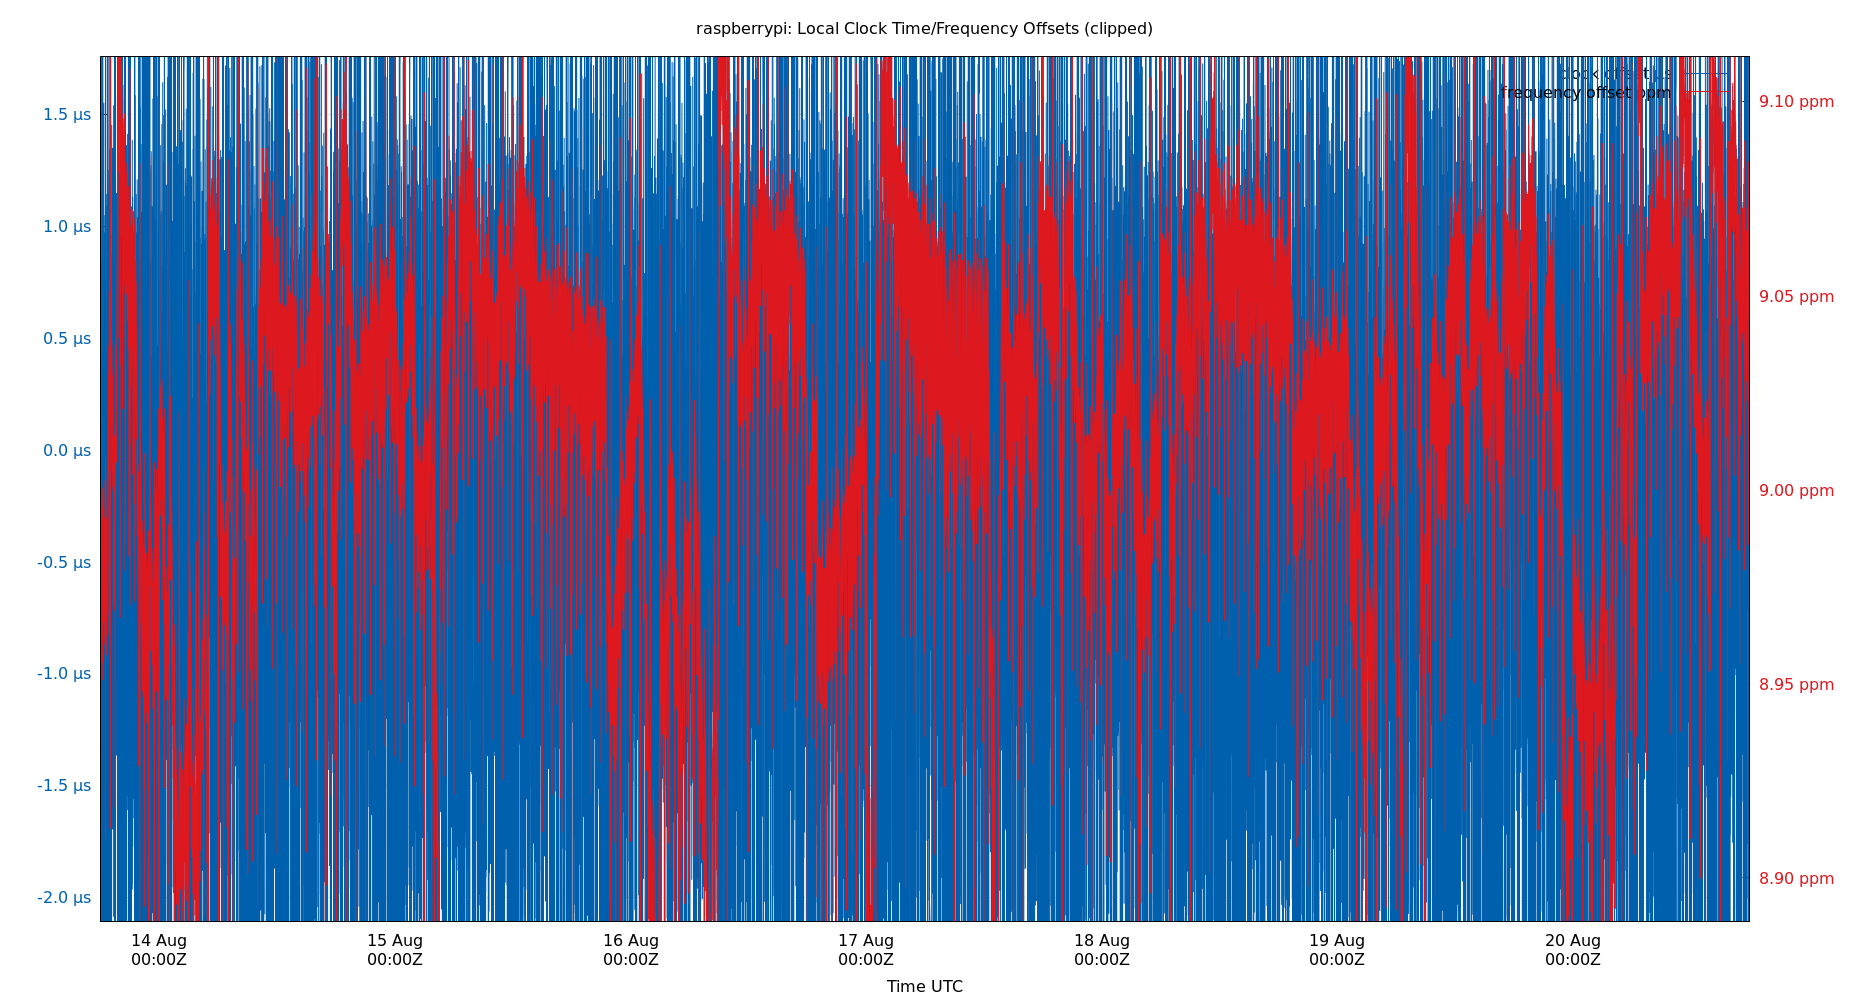 raspberrypi: Local Clock Time/Frequency Offsets (clipped)
clock offset μs
frequency offset ppm
1.5 μs
1.0 μs
0.5 μs
0.0 μs
-0.5 μs
-1.0 μs
-1.5 μs
-2.0 μs
9.10 ppm
9.05 ppm
9.00 ppm
8.95 ppm
8.90 ppm
14 Aug
00:00Z
15 Aug
00:00Z
16 Aug
00:00Z
17 Aug
00:00Z
18 Aug
00:00Z
19 Aug
00:00Z
20 Aug
00:00Z
Time UTC